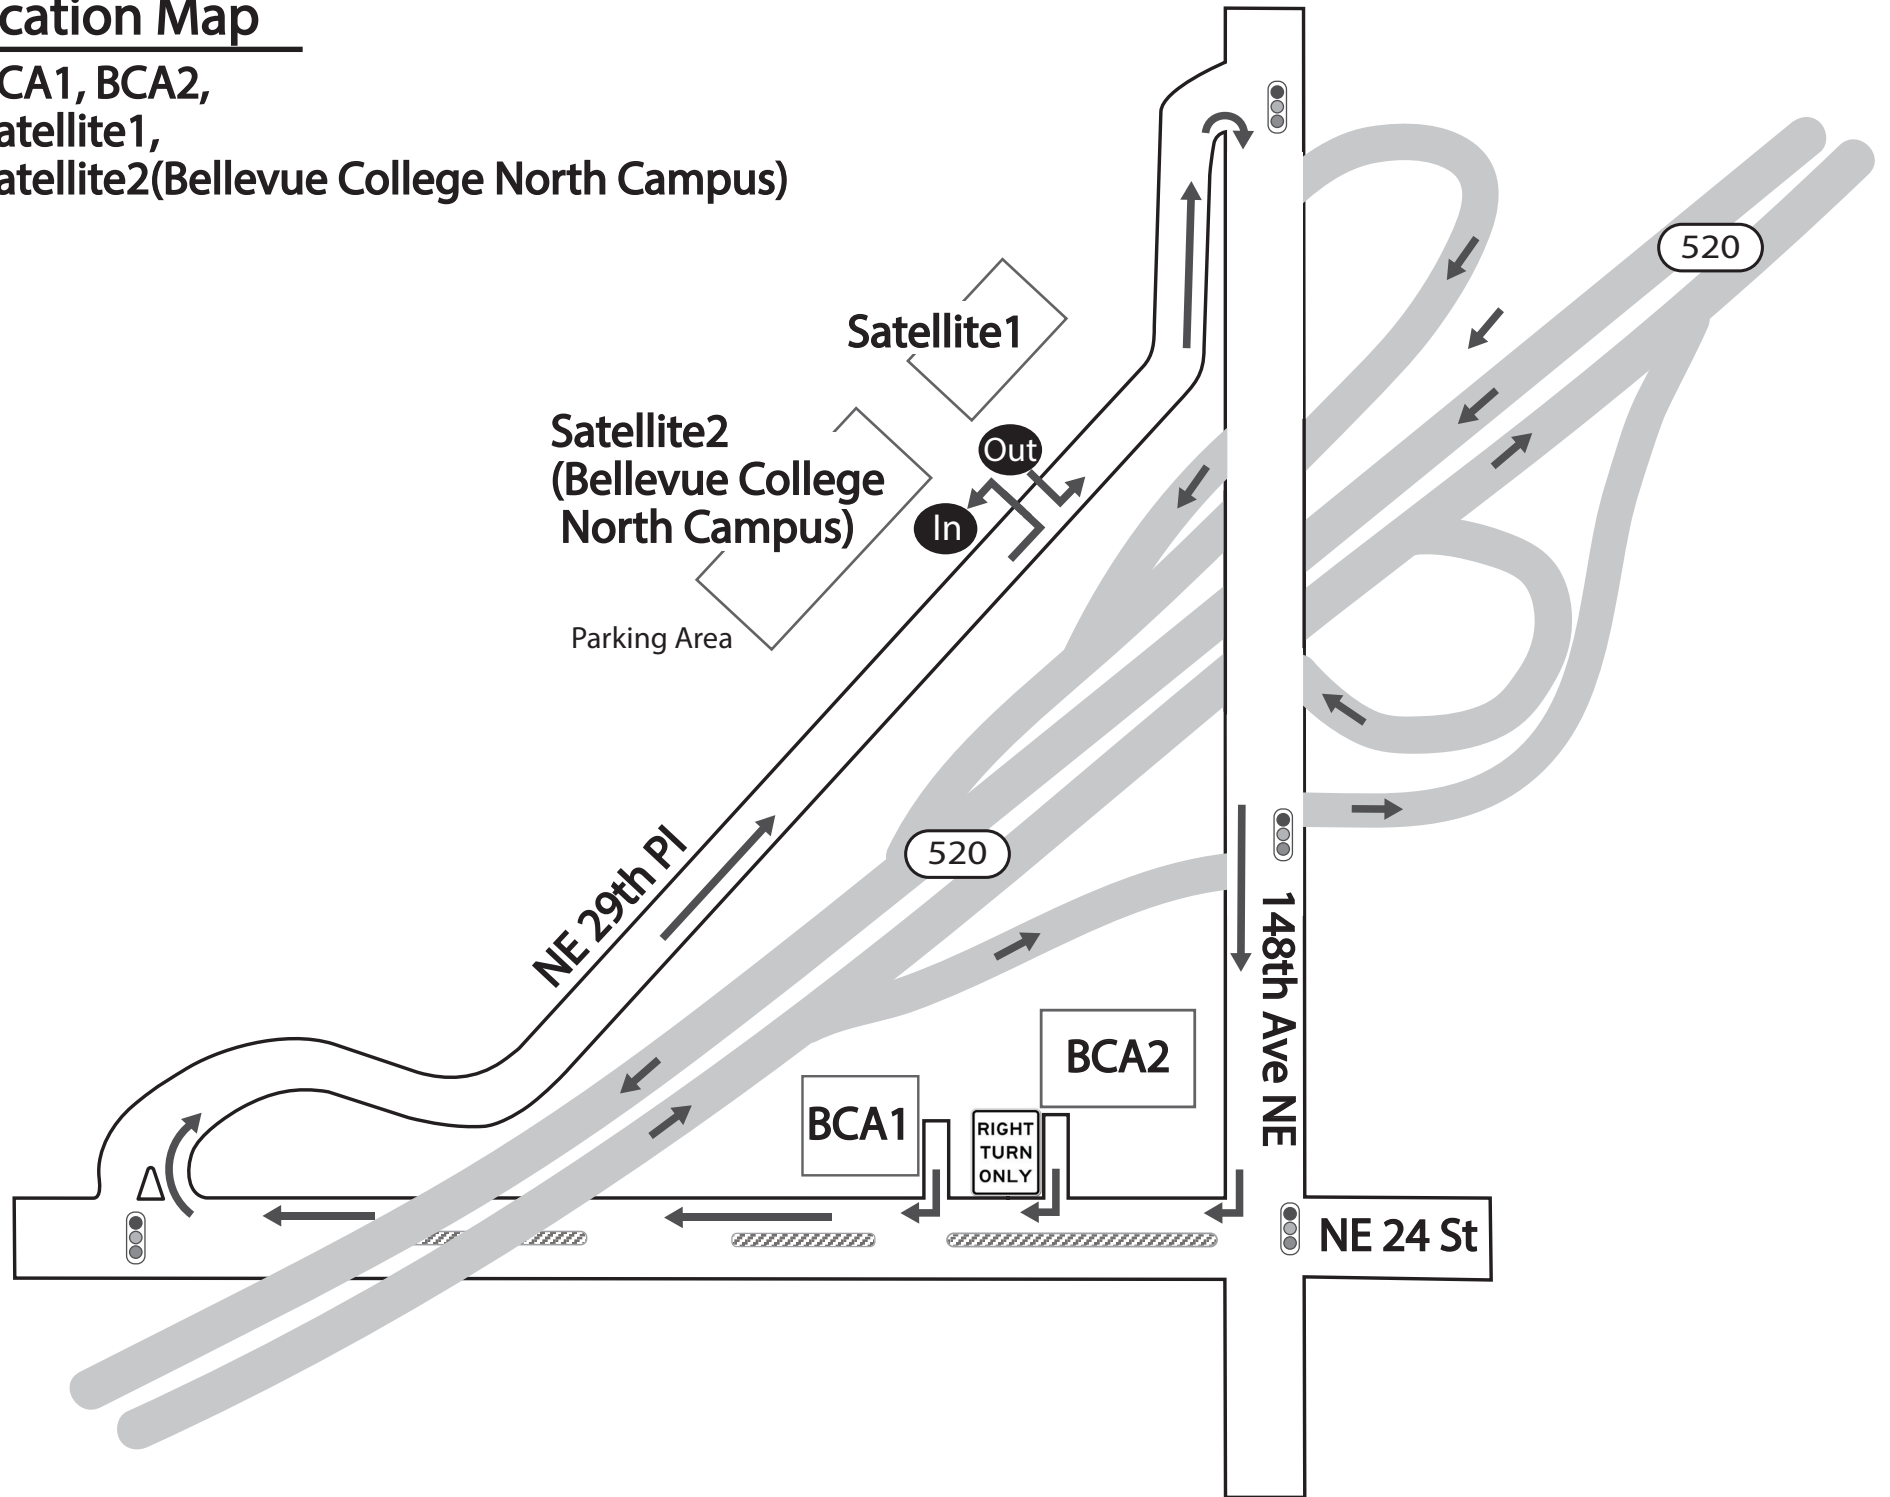 cation Map
CA1, BCA2,
atellite1,
atellite2(Bellevue College North Campus)
520
Satellite1
Satellite2
(Bellevue College
North Campus)
Out
In
Parking Area
NE 29th Pl
520
148th Ave NE
BCA2
BCA1
RIGHT
TURN
ONLY
NE 24 St